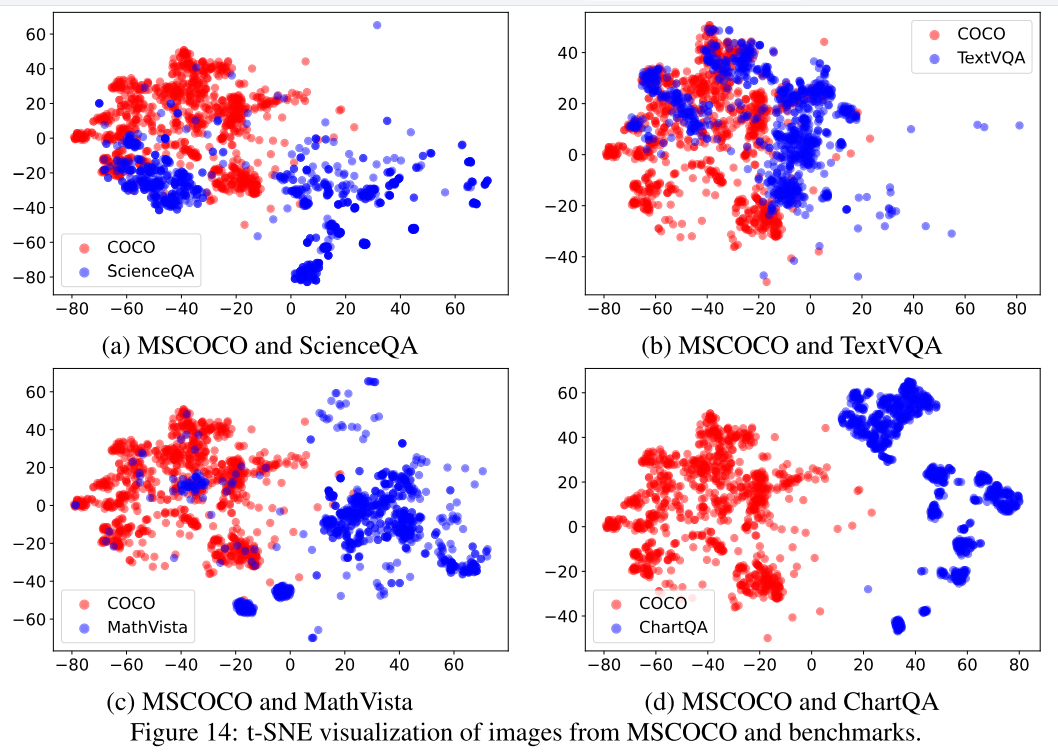 60
40
20
0
−20
−40
−60
−80
−80 −60 −40 −20 0 20 40 60
COCO
ScienceQA
(a) MSCOCO and ScienceQA
40
20
0
−20
−40
−80 −60 −40 −20 0 20 40 60 80
COCO
TextVQA
(b) MSCOCO and TextVQA
60
40
20
0
−20
−40
−60
−80 −60 −40 −20 0 20 40 60
COCO
MathVista
(c) MSCOCO and MathVista
60
40
20
0
−20
−40
−80 −60 −40 −20 0 20 40 60 80
COCO
ChartQA
(d) MSCOCO and ChartQA
Figure 14: t-SNE visualization of images from MSCOCO and benchmarks.